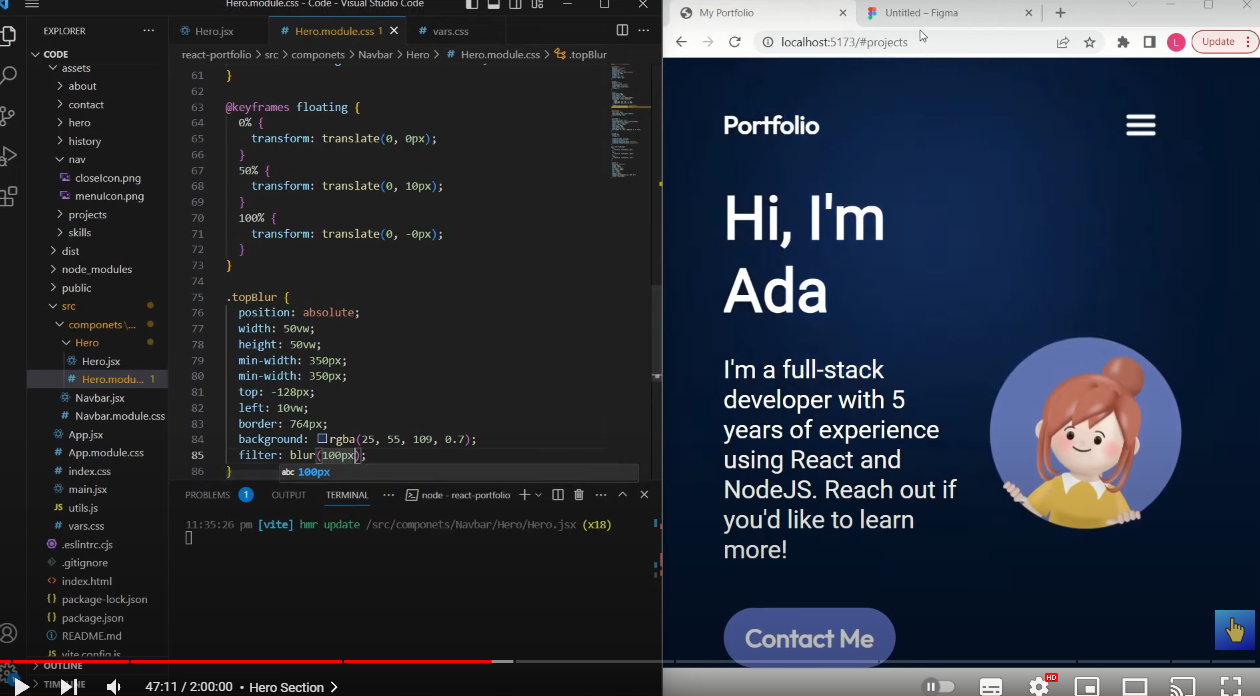 Hero.module.css - Code - Visual Studio Code
EXPLORER
CODE
assets
about
contact
hero
history
nav
closeIcon.png
menuIcon.png
projects
skills
dist
node_modules
public
src
componets \...
Hero
Hero.jsx
Hero.modu... 1
Navbar.jsx
Navbar.module.css
App.jsx
App.module.css
index.css
main.jsx
utils.js
vars.css
.eslintrc.cjs
.gitignore
index.html
package-lock.json
package.json
README.md
vite.config.js
OUTLINE
TIMELINE
Hero.jsx
Hero.module.css 1
vars.css
react-portfolio > src > componets > Navbar > Hero > Hero.module.css > .topBlur
61 }
62
63 @keyframes floating {
64 0% {
65 transform: translate(0, 0px);
66 }
67 50% {
68 transform: translate(0, 10px);
69 }
70 100% {
71 transform: translate(0, -0px);
72 }
73 }
74
75 .topBlur {
76 position: absolute;
77 width: 50vw;
78 height: 50vw;
79 min-width: 350px;
80 min-width: 350px;
81 top: -128px;
82 left: 10vw;
83 border: 764px;
84 background: rgba(25, 55, 109, 0.7);
85 filter: blur(100px);
86 }
abc 100px
PROBLEMS 1 OUTPUT TERMINAL ··· node - react-portfolio
11:35:26 pm [vite] hmr update /src/componets/Navbar/Hero/Hero.jsx (x18)
My Portfolio
Untitled – Figma
localhost:5173/#projects
L
Update
Portfolio
Hi, I'm
Ada
I'm a full-stack
developer with 5
years of experience
using React and
NodeJS. Reach out if
you'd like to learn
more!
Contact Me
47:11 / 2:00:00 • Hero Section >
HD